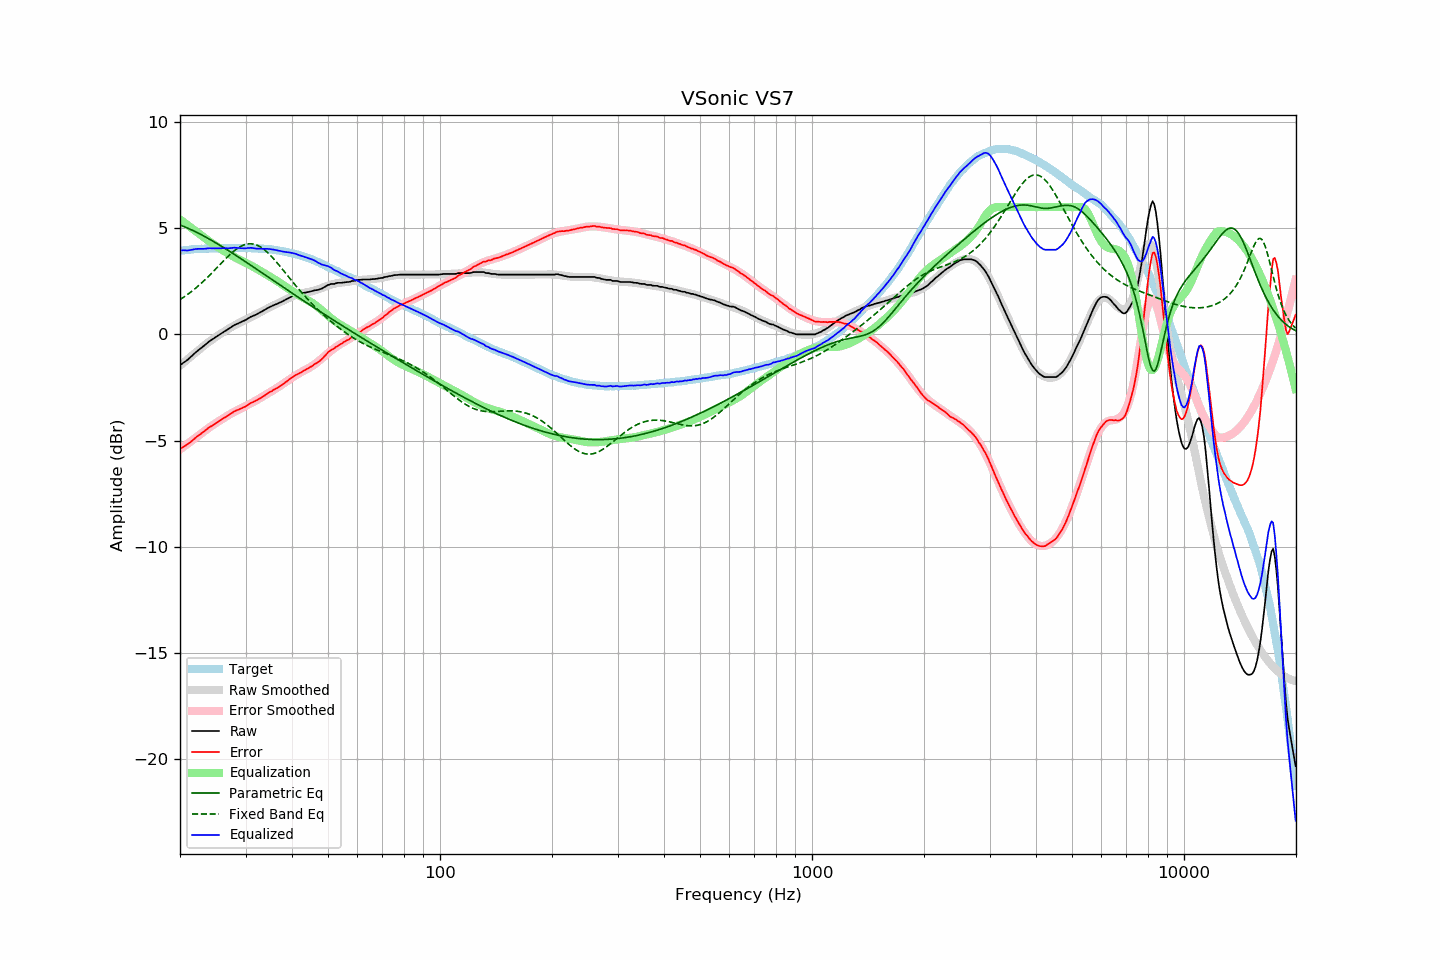 VSonic VS7
10
5
0
−5
−10
−15
−20
Amplitude (dBr)
Target
Raw Smoothed
Error Smoothed
Raw
Error
Equalization
Parametric Eq
Fixed Band Eq
Equalized
100
1000
10000
Frequency (Hz)